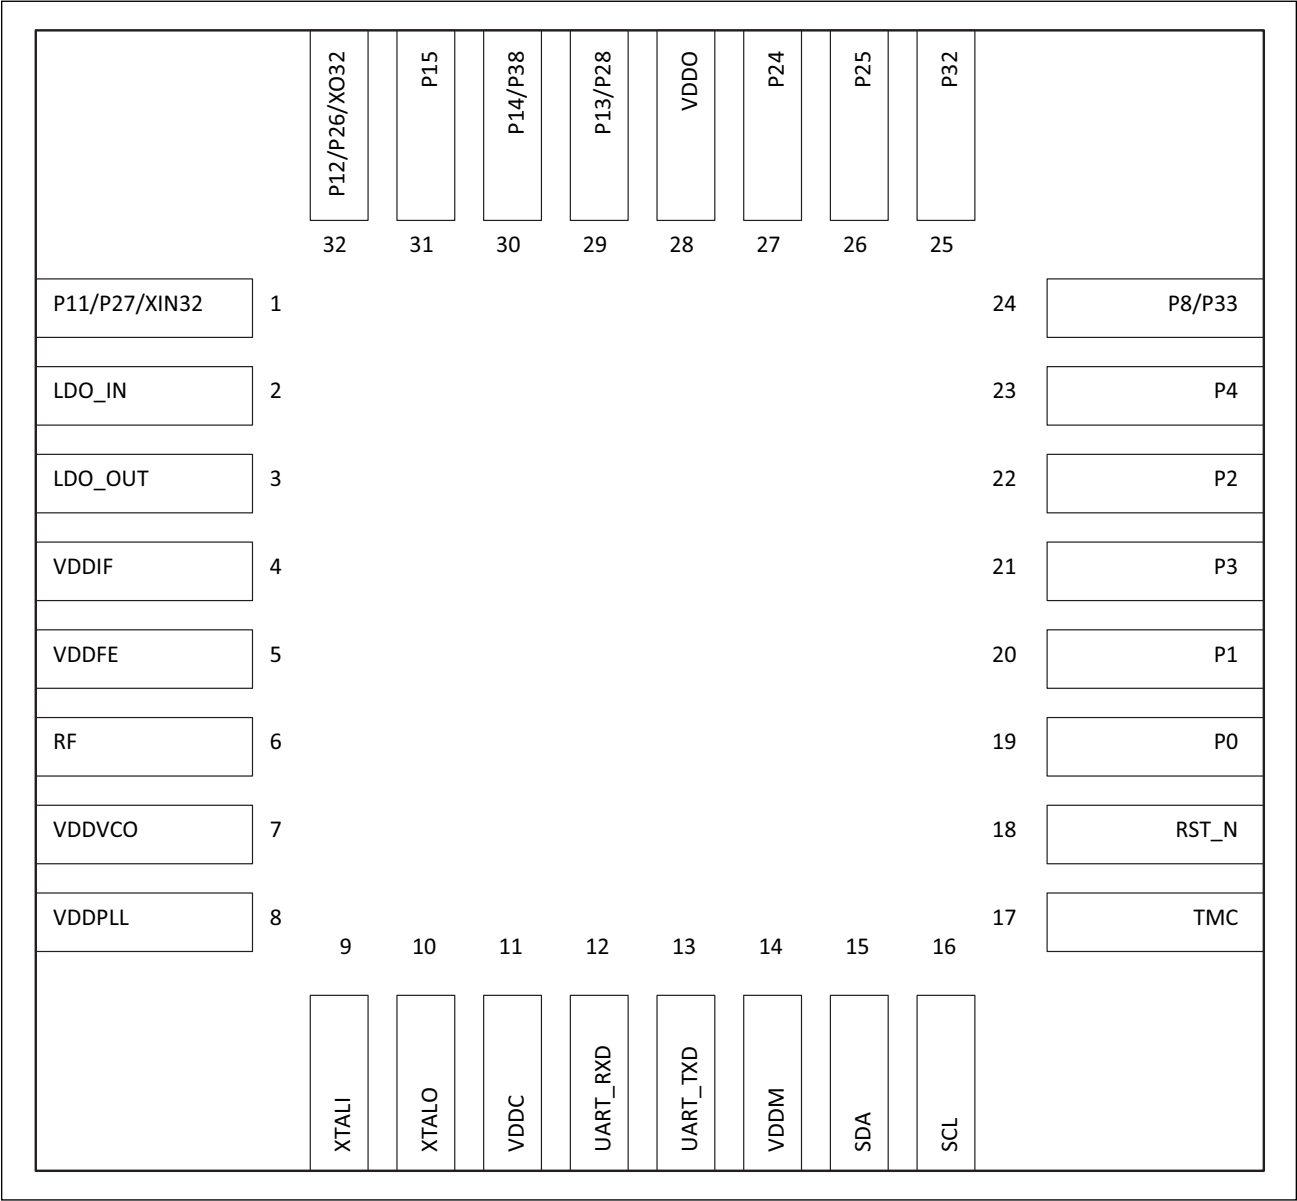 P12/P26/XO32
P15
P14/P38
P13/P28
VDDO
P24
P25
P32
32
31
30
29
28
27
26
25
P11/P27/XIN32 1
24 P8/P33
LDO_IN 2
23 P4
LDO_OUT 3
22 P2
VDDIF 4
21 P3
VDDFE 5
20 P1
RF 6
19 P0
VDDVCO 7
18 RST_N
VDDPLL 8
17 TMC
9
10
11
12
13
14
15
16
XTALI
XTALO
VDDC
UART_RXD
UART_TXD
VDDM
SDA
SCL